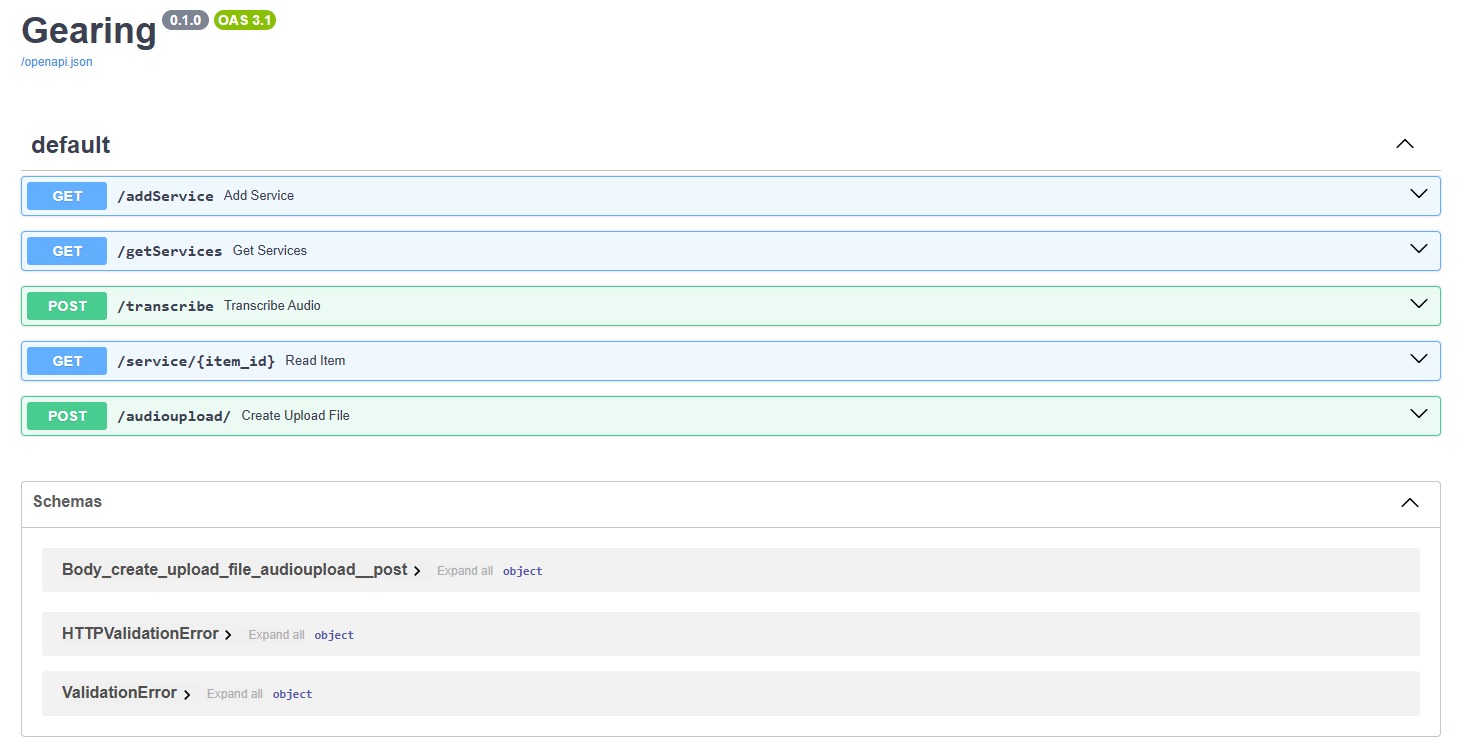 Gearing 0.1.0 OAS 3.1
/openapi.json
default
GET /addService Add Service
GET /getServices Get Services
POST /transcribe Transcribe Audio
GET /service/{item_id} Read Item
POST /audioupload/ Create Upload File
Schemas
Body_create_upload_file_audioupload__post Expand all object
HTTPValidationError Expand all object
ValidationError Expand all object